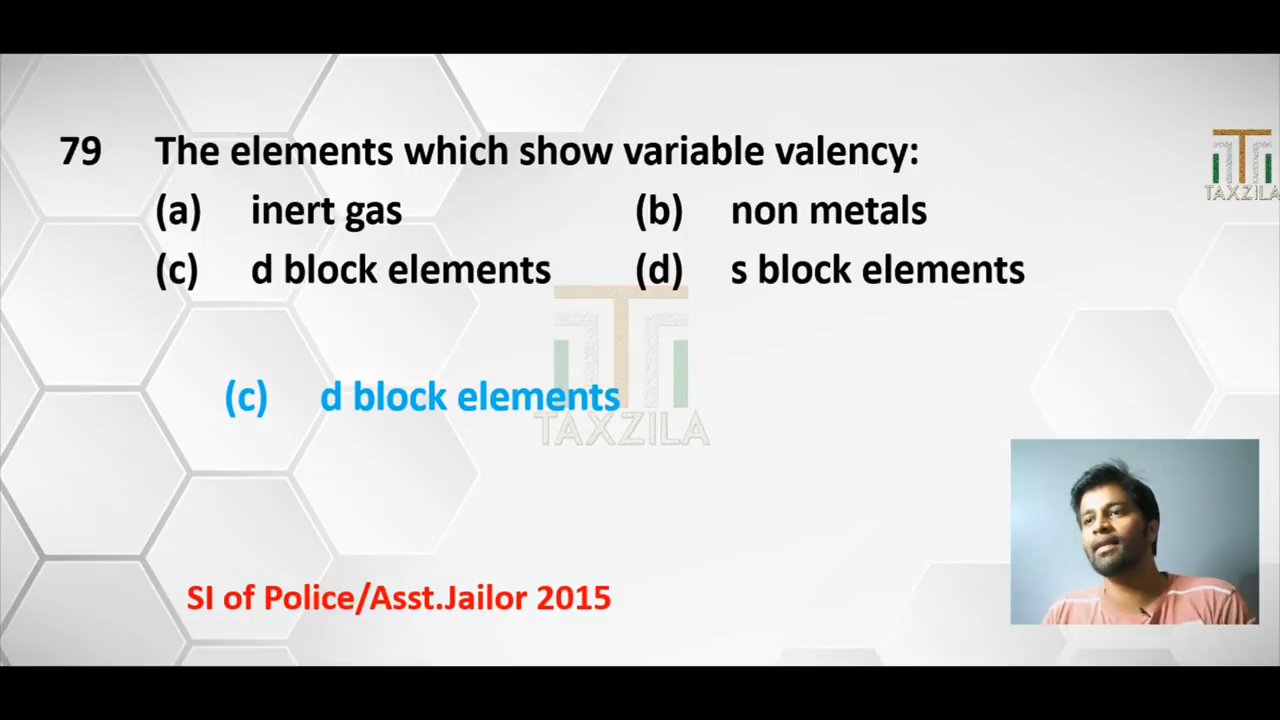 79 The elements which show variable valency:
(a) inert gas (b) non metals
(c) d block elements (d) s block elements
(c) d block elements
SI of Police/Asst.Jailor 2015
TAXZILA
TAXZILA